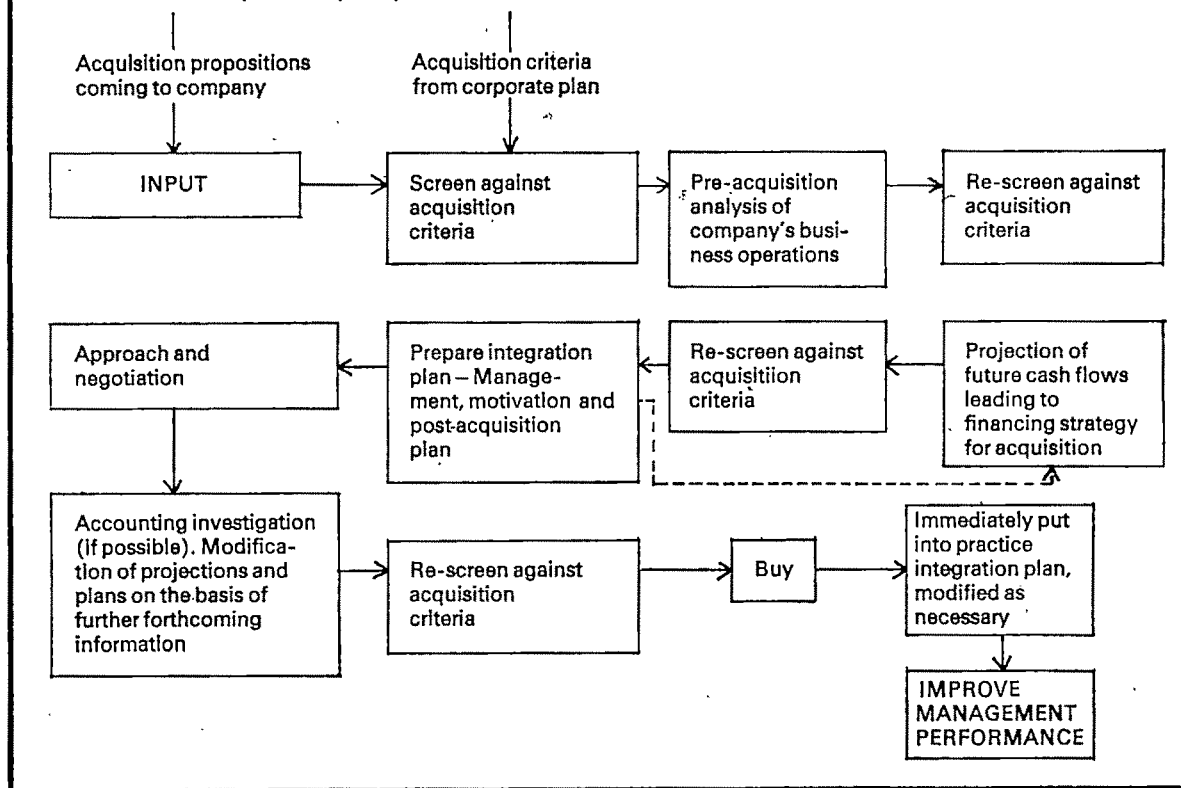 Acquisition propositions
coming to company
Acquisition criteria
from corporate plan
INPUT
Screen against
acquisition
criteria
Pre-acquisition
analysis of
company's busi-
ness operations
Re-screen against
acquisition
criteria
Approach and
negotiation
Prepare integration
plan – Manage-
ment, motivation and
post-acquisition
plan
Re-screen against
acquisitiion
criteria
Projection of
future cash flows
leading to
financing strategy
for acquisition
Accounting investigation
(if possible). Modifica-
tion of projections and
plans on the basis of
further forthcoming
information
Re-screen against
acquisition
criteria
Buy
Immediately put
into practice
integration plan,
modified as
necessary
IMPROVE
MANAGEMENT
PERFORMANCE